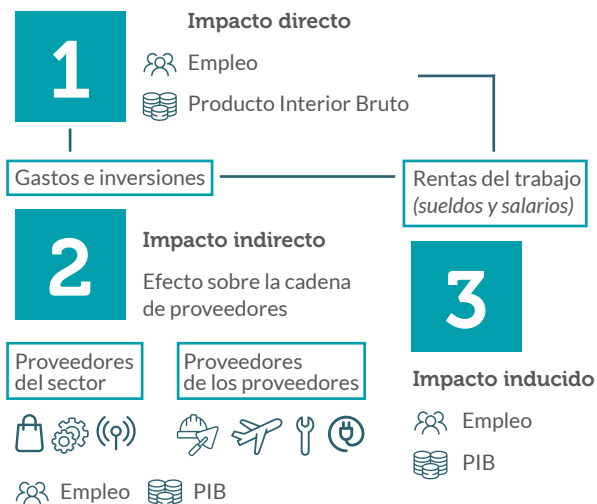 1
Impacto directo
Empleo
Producto Interior Bruto
Gastos e inversiones
Rentas del trabajo
(sueldos y salarios)
2
Impacto indirecto
Efecto sobre la cadena
de proveedores
Proveedores
del sector
Proveedores
de los proveedores
Empleo
PIB
3
Impacto inducido
Empleo
PIB